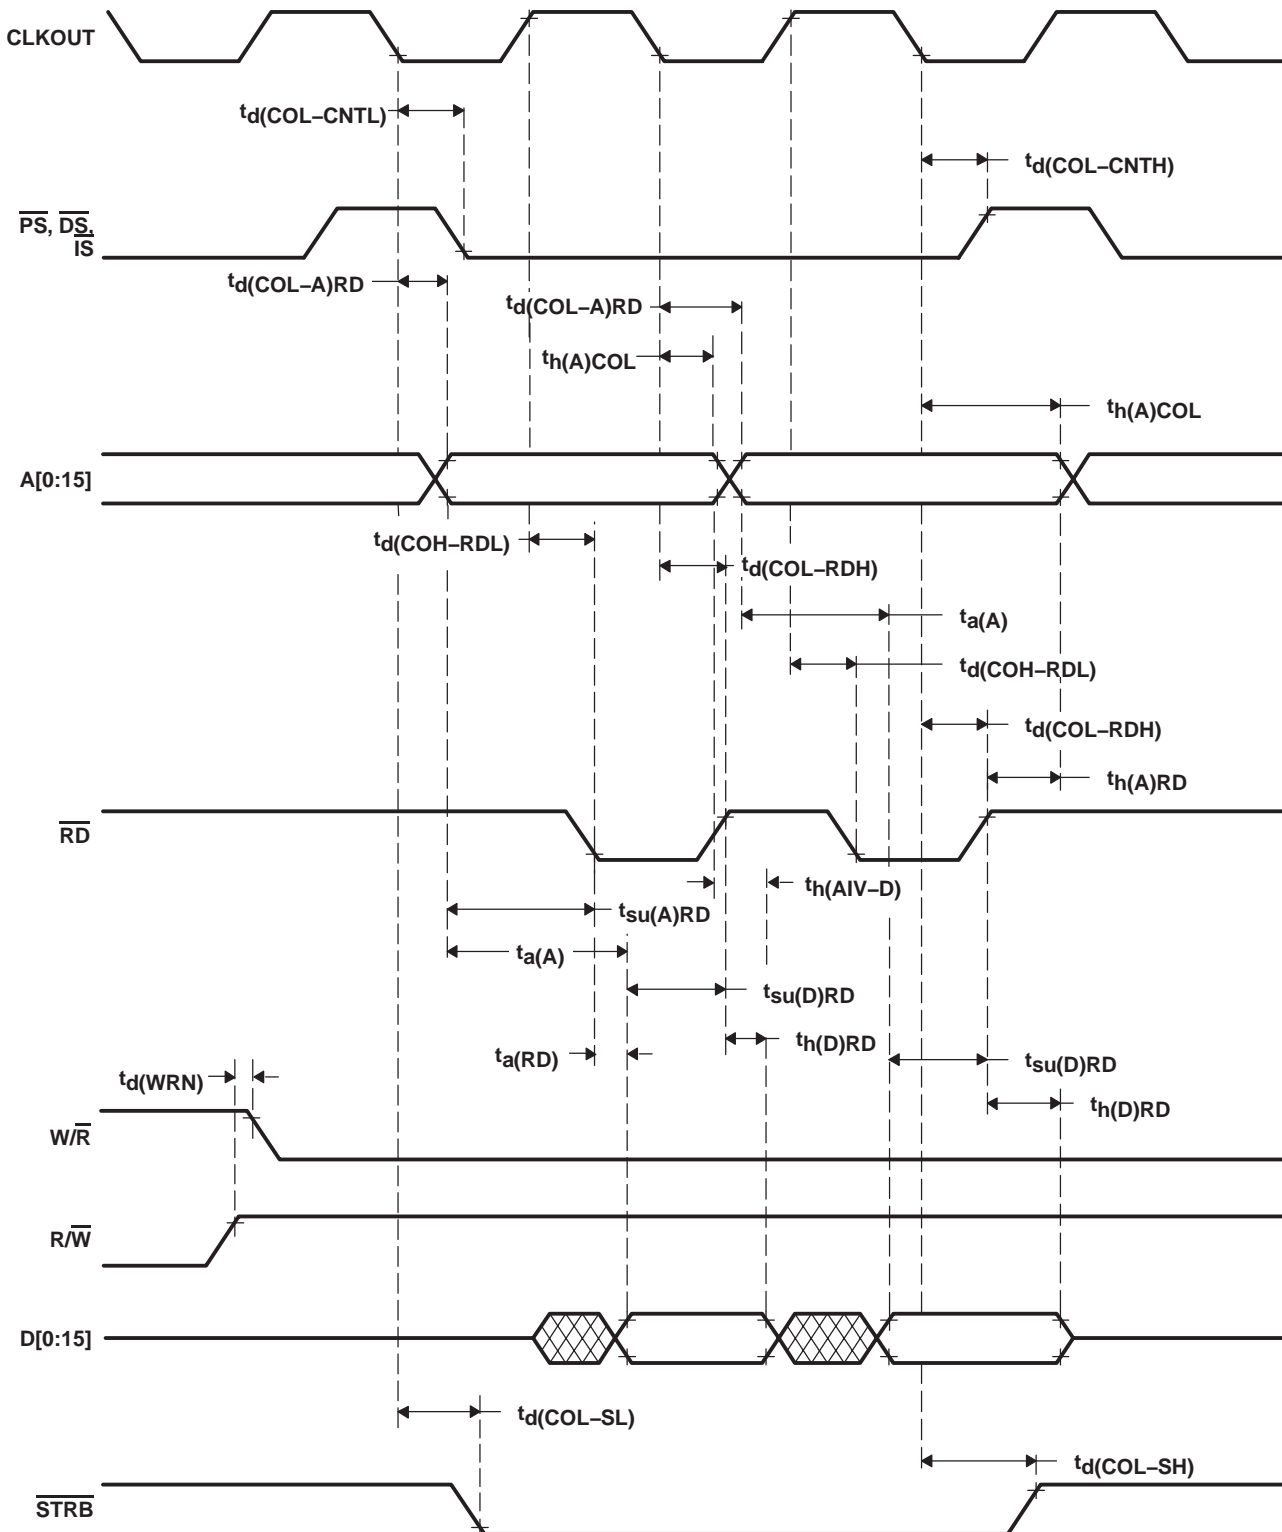 CLKOUT
td(COL–CNTL)
td(COL–CNTH)
PS, DS,
IS
td(COL–A)RD
td(COL–A)RD
th(A)COL
th(A)COL
A[0:15]
td(COH–RDL)
td(COL–RDH)
ta(A)
td(COH–RDL)
td(COL–RDH)
th(A)RD
RD
th(AIV–D)
tsu(A)RD
ta(A)
tsu(D)RD
th(D)RD
ta(RD)
tsu(D)RD
td(WRN)
th(D)RD
W/R
R/W
D[0:15]
td(COL–SL)
td(COL–SH)
STRB